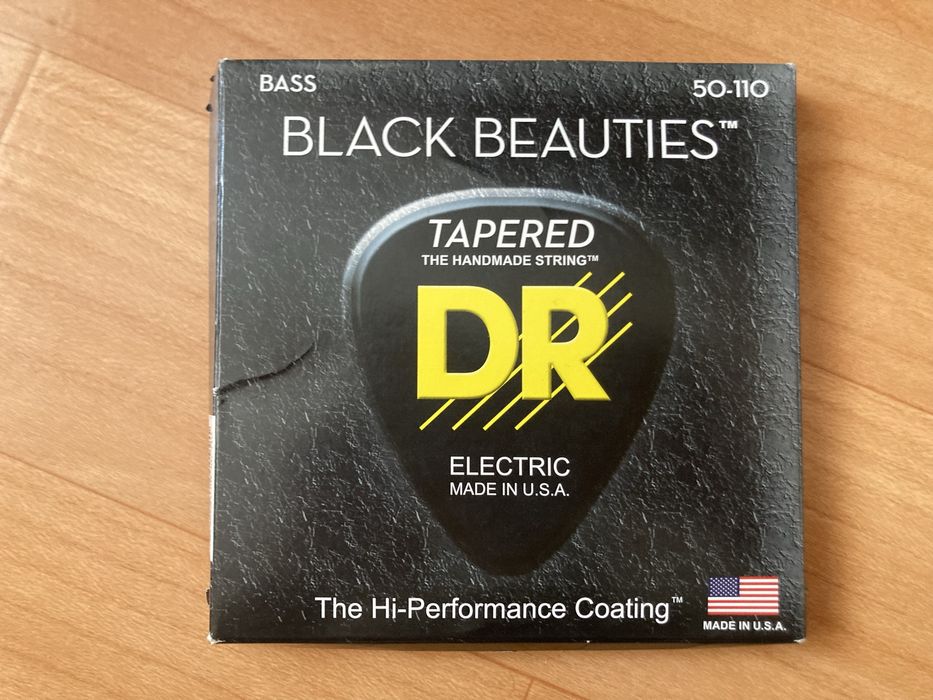 BASS
50-110
BLACK BEAUTIES™
TAPERED
THE HANDMADE STRING™
DR
ELECTRIC
MADE IN U.S.A.
The Hi-Performance Coating™
MADE IN U.S.A.